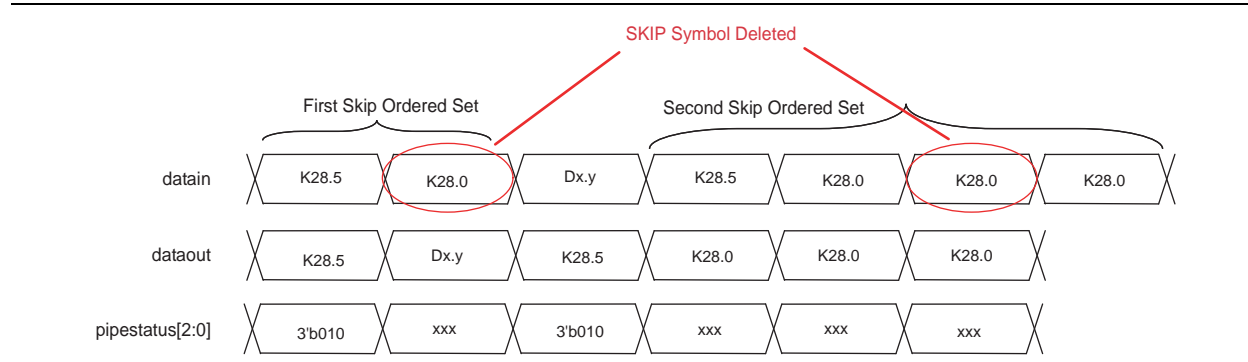 SKIP Symbol Deleted
First Skip Ordered Set Second Skip Ordered Set
datain K28.5 K28.0 Dx.y K28.5 K28.0 K28.0 K28.0
dataout K28.5 Dx.y K28.5 K28.0 K28.0 K28.0
pipestatus[2:0] 3'b010 xxx 3'b010 xxx xxx xxx